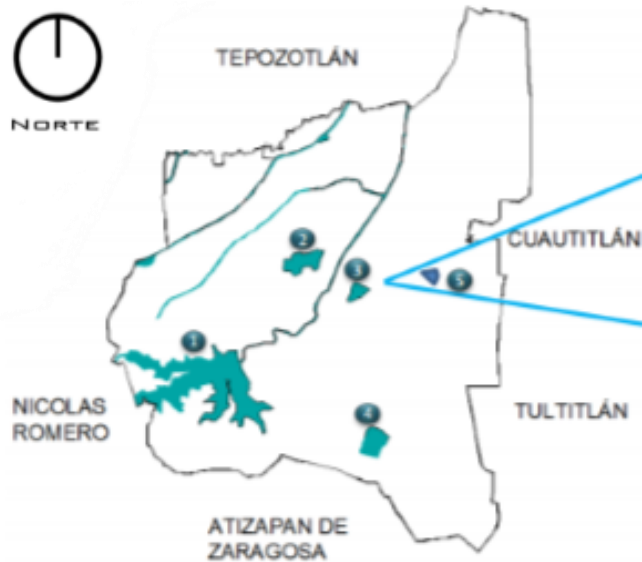 TEPOZOTLÁN
NORTE
2
CUAUTITLÁN
3
5
1
NICOLAS
ROMERO
4
TULTITLÁN
ATIZAPAN DE
ZARAGOSA